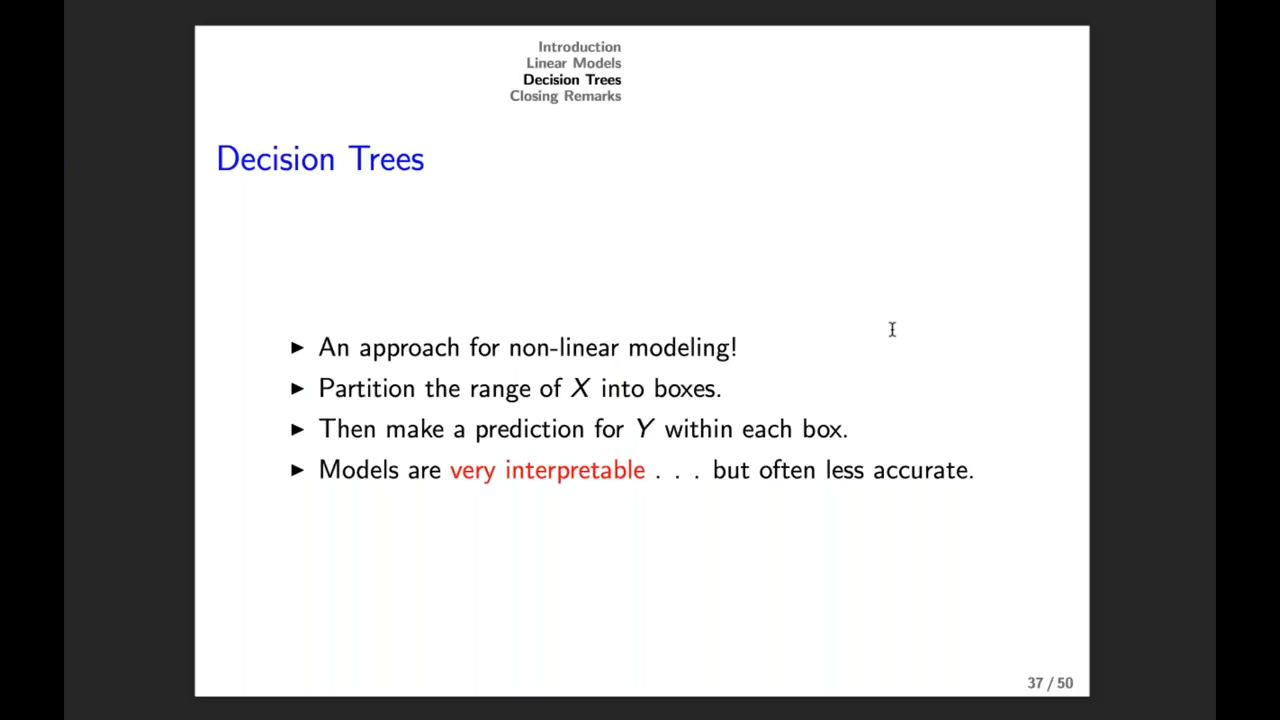 Introduction
Linear Models
Decision Trees
Closing Remarks
Decision Trees
▶ An approach for non-linear modeling!
▶ Partition the range of X into boxes.
▶ Then make a prediction for Y within each box.
▶ Models are very interpretable . . . but often less accurate.
37 / 50